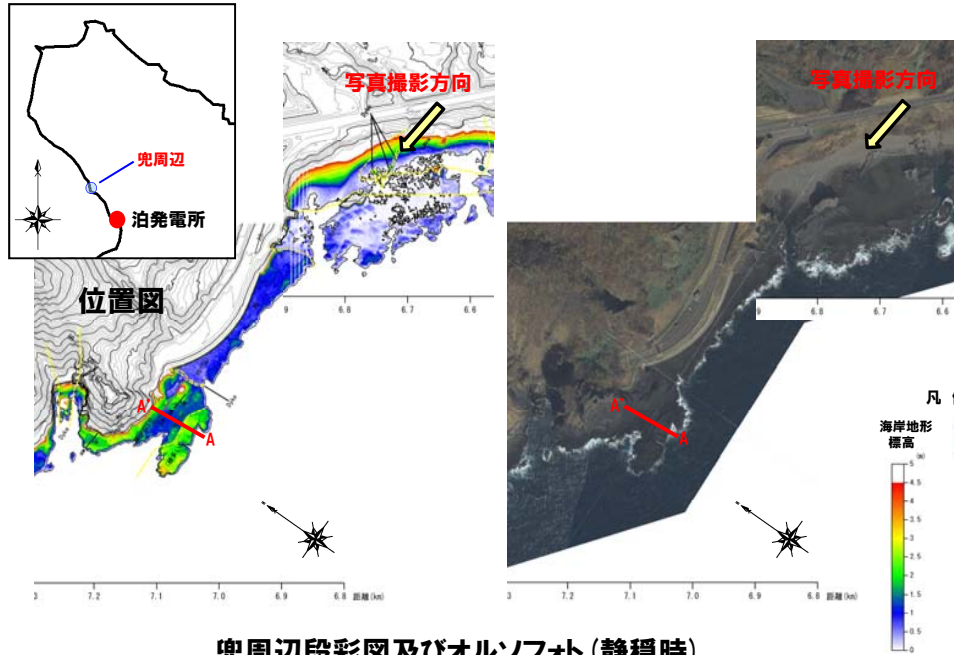 写真撮影方向
兜周辺
泊発電所
位置図
9 6.8 6.7 6.6
A' A
7.2 7.1 7.0 6.9 6.8 距離(km)
写真撮影方向
9 6.8 6.7 6.6
A' A
7.2 7.1 7.0 6.9 6.8 距離(km)
凡
海岸地形
標高
(m)
5
4.5
4
3.5
3
2.5
2
1.5
1
0.5
0
兜周辺段彩図及びオルソフォト(静穏時)